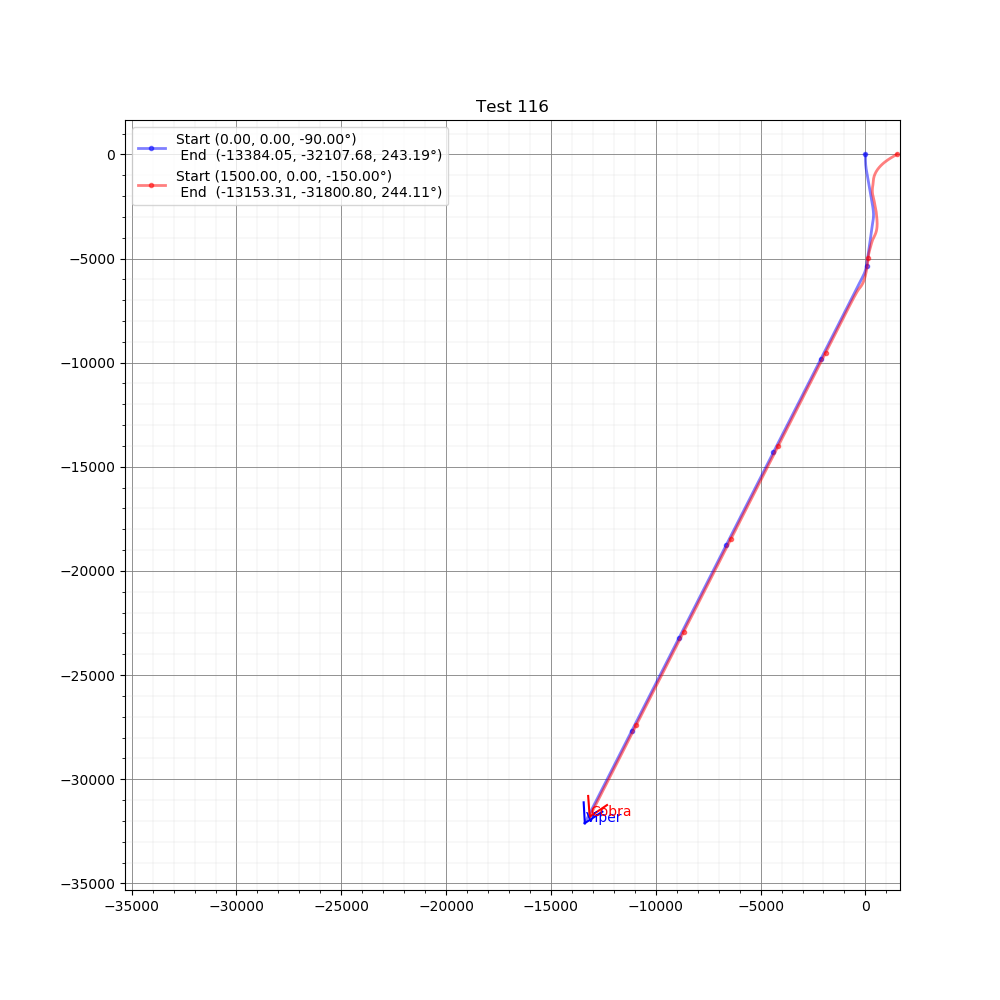 Test 116
Start (0.00, 0.00, -90.00°)
End (-13384.05, -32107.68, 243.19°)
Start (1500.00, 0.00, -150.00°)
End (-13153.31, -31800.80, 244.11°)
0
−5000
−10000
−15000
−20000
−25000
−30000
−35000
Cobra
Viper
−35000 −30000 −25000 −20000 −15000 −10000 −5000 0